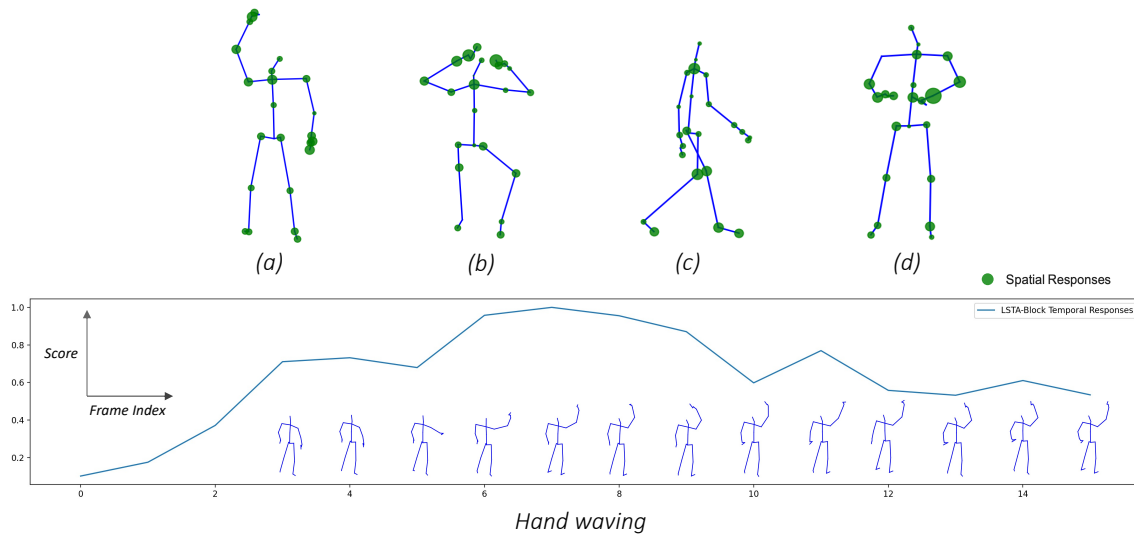 (a) (b) (c) (d)
Spatial Responses
LSTA-Block Temporal Responses
1.0
0.8
0.6
0.4
0.2
Score
Frame Index
0 2 4 6 8 10 12 14
Hand waving